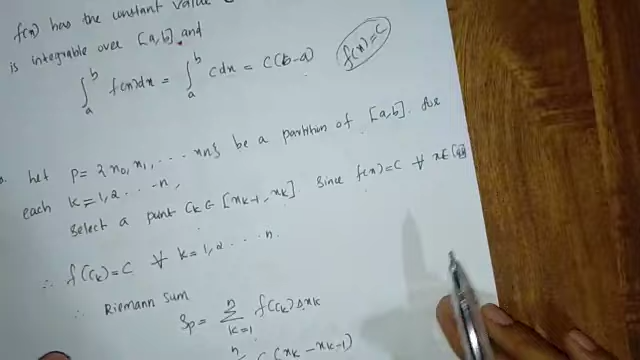 f(x) has the constant value
is integrable over [a,b] and
∫_a^b f(x)dx = ∫_a^b Cdx = C(b-a)
f(x)=C
Let P= {x0, x1, ... xn} be a partition of [a,b]. For
each K=1,2 ... n,
Select a point CK ∈ [xK-1, xK]. Since f(x)=C ∀ x∈[a,b]
∴ f(CK)=C ∀ K=1,2 ... n.
∴ Riemann Sum
Sp= Σ_{K=1}^n f(CK)ΔxK
n C(xK-xK-1)